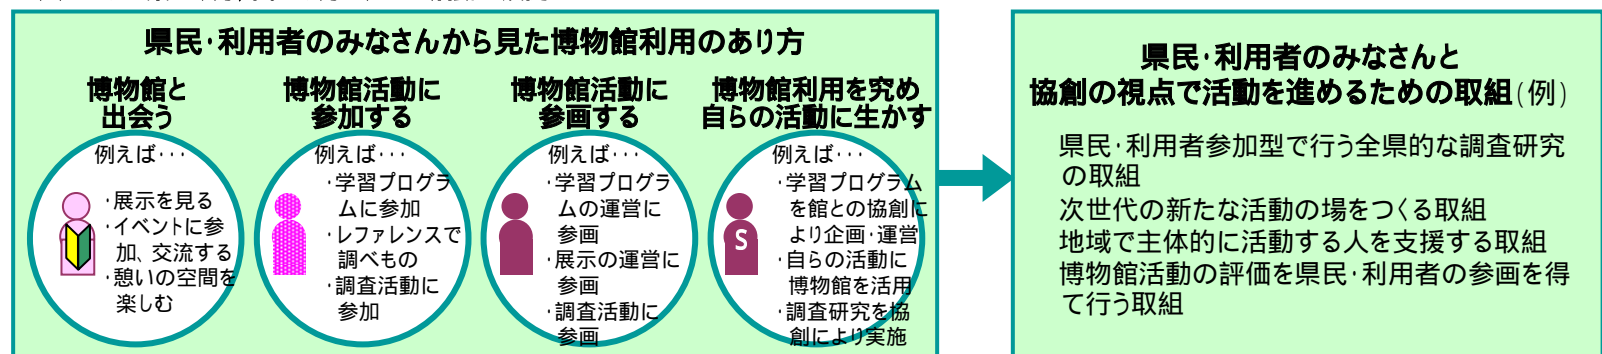 県民・利用者のみなさんから見た博物館利用のあり方
博物館と
出会う
例えば・・・
・展示を見る
・イベントに参
加、交流する
・憩いの空間を
楽しむ
博物館活動に
参加する
例えば・・・
・学習プログラ
ムに参加
・レファレンスで
調べもの
・調査活動に
参加
博物館活動に
参画する
例えば・・・
・学習プログラ
ムの運営に
参画
・展示の運営に
参画
・調査活動に
参画
博物館利用を究め
自らの活動に生かす
例えば・・・
S
・学習プログラム
を館との協創に
より企画・運営
・自らの活動に
博物館を活用
・調査研究を協
創により実施
県民・利用者のみなさんと
協創の視点で活動を進めるための取組(例)
県民・利用者参加型で行う全県的な調査研究
の取組
次世代の新たな活動の場をつくる取組
地域で主体的に活動する人を支援する取組
博物館活動の評価を県民・利用者の参画を得
て行う取組